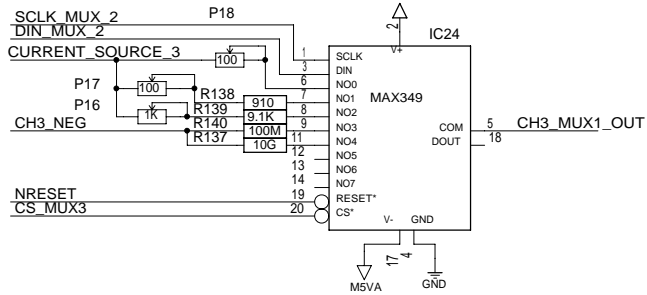 P18
SCLK_MUX_2
DIN_MUX_2
CURRENT_SOURCE_3
100
P17
100
P16
1K
R138
910
R139
9.1K
CH3_NEG
R140
100M
R137
10G
NRESET
CS_MUX3
2
V+
IC24
1 SCLK
3 DIN
6 NO0
7 NO1
8 NO2
9 NO3
11 NO4
12 NO5
13 NO6
14 NO7
19 RESET*
20 CS*
MAX349
COM 5 CH3_MUX1_OUT
DOUT 18
V- GND
17 4
M5VA
GND